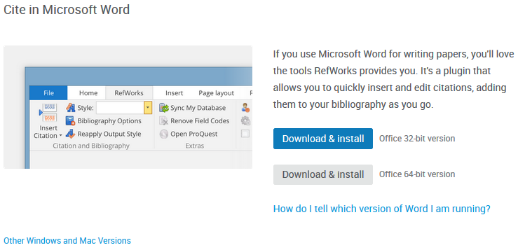 Cite in Microsoft Word
File Home RefWorks Insert Page layout
Insert Citation
Style:
Bibliography Options
Reapply Output Style
Citation and Bibliography
Sync My Database
Remove Field Codes
Open ProQuest
Extras
If you use Microsoft Word for writing papers, you'll love
the tools RefWorks provides you. It's a plugin that
allows you to quickly insert and edit citations, adding
them to your bibliography as you go.
Download & install Office 32-bit version
Download & install Office 64-bit version
How do I tell which version of Word I am running?
Other Windows and Mac Versions